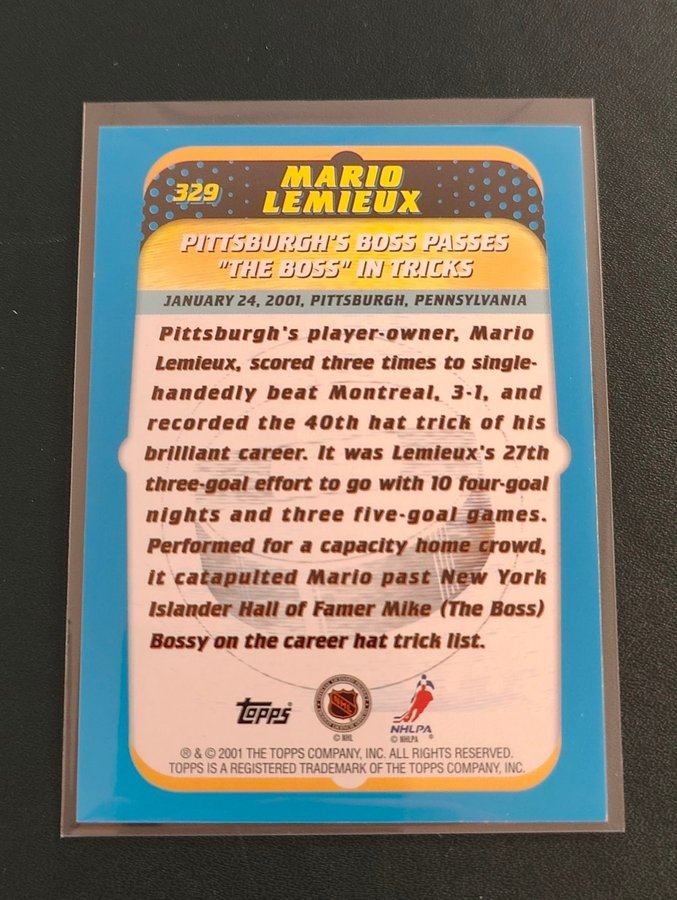 329
MARIO
LEMIEUX
PITTSBURGH'S BOSS PASSES
"THE BOSS" IN TRICKS
JANUARY 24, 2001, PITTSBURGH, PENNSYLVANIA
Pittsburgh's player-owner, Mario
Lemieux, scored three times to single-
handedly beat Montreal, 3-1, and
recorded the 40th hat trick of his
brilliant career. It was Lemieux's 27th
three-goal effort to go with 10 four-goal
nights and three five-goal games.
Performed for a capacity home crowd,
it catapulted Mario past New York
Islander Hall of Famer Mike (The Boss)
Bossy on the career hat trick list.
Topps®
NHL
© NHL
NHLPA®
© NHLPA
® & © 2001 THE TOPPS COMPANY, INC. ALL RIGHTS RESERVED.
TOPPS IS A REGISTERED TRADEMARK OF THE TOPPS COMPANY, INC.